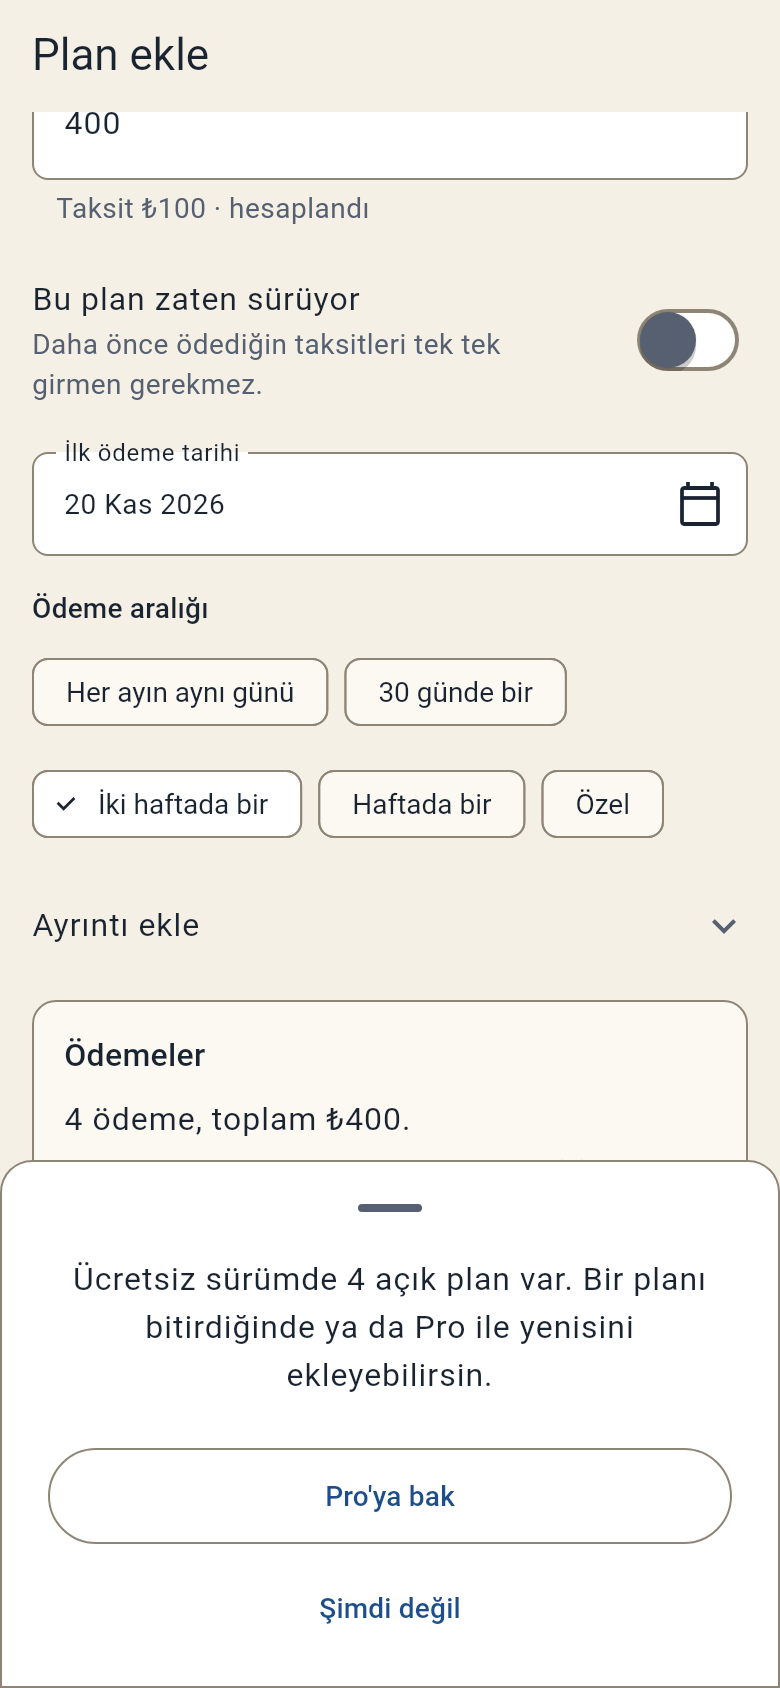 Plan ekle
400
Taksit ₺100 · hesaplandı
Bu plan zaten sürüyor
Daha önce ödediğin taksitleri tek tek
girmen gerekmez.
İlk ödeme tarihi
20 Kas 2026
Ödeme aralığı
Her ayın aynı günü
30 günde bir
İki haftada bir
Haftada bir
Özel
Ayrıntı ekle
Ödemeler
4 ödeme, toplam ₺400.
Ücretsiz sürümde 4 açık plan var. Bir planı
bitirdiğinde ya da Pro ile yenisini
ekleyebilirsin.
Pro'ya bak
Şimdi değil